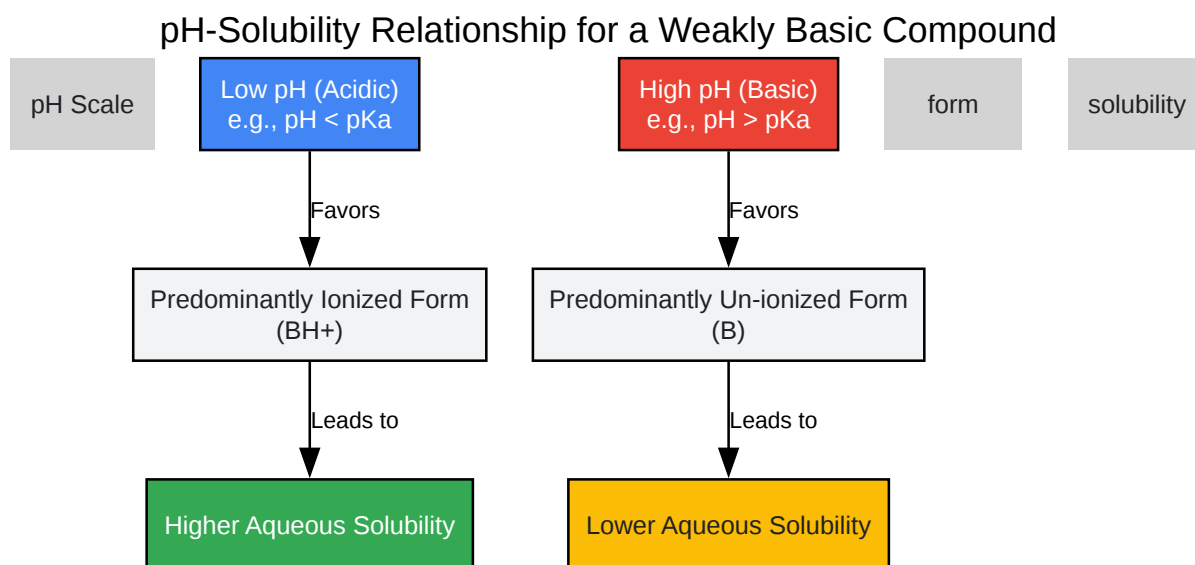 pH-Solubility Relationship for a Weakly Basic Compound
pH Scale
Low pH (Acidic)
e.g., pH < pKa
High pH (Basic)
e.g., pH > pKa
form
solubility
Favors
Favors
Predominantly Ionized Form
(BH+)
Predominantly Un-ionized Form
(B)
Leads to
Leads to
Higher Aqueous Solubility
Lower Aqueous Solubility